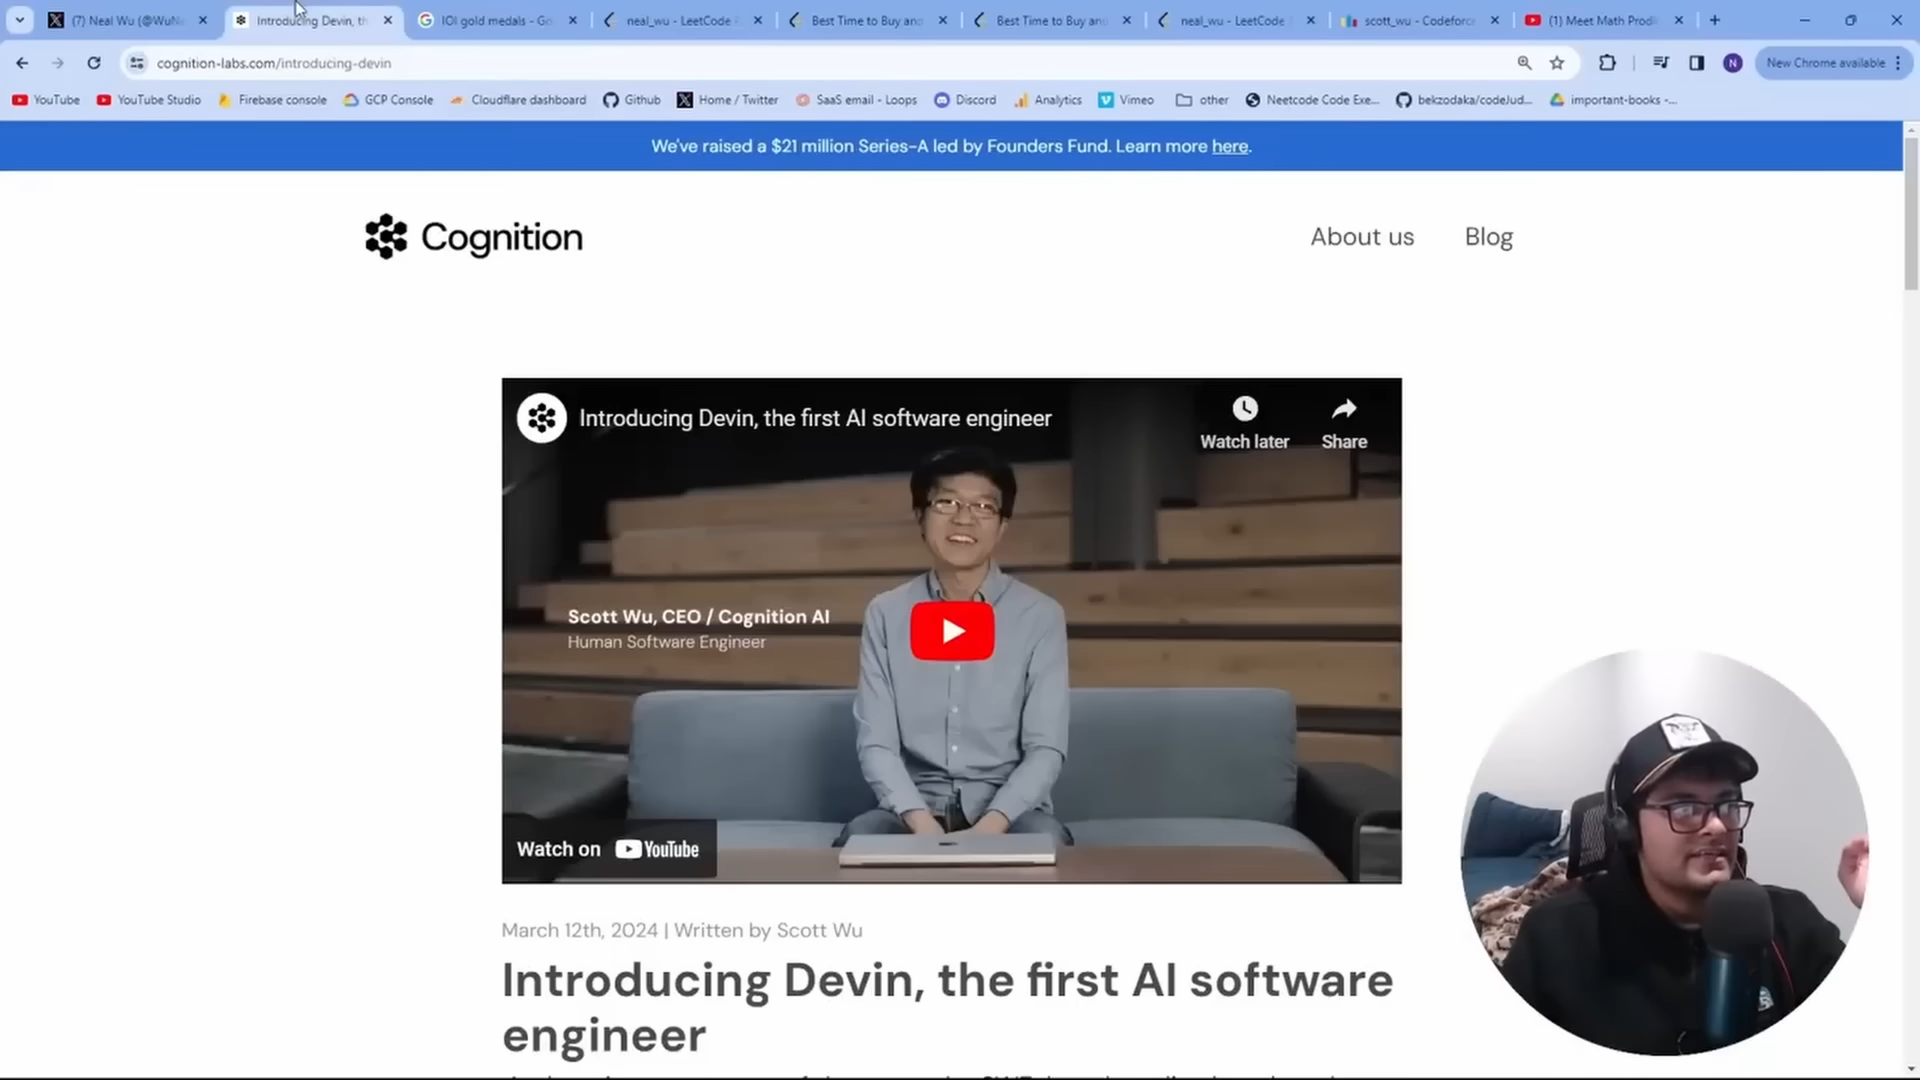 (7) Neal Wu (@WuNe
Introducing Devin, th
IOI gold medals - Go
neal_wu - LeetCode
Best Time to Buy and
Best Time to Buy and
neal_wu - LeetCode
scott_wu - Codeforc
(1) Meet Math Prodi
cognition-labs.com/introducing-devin
New Chrome available
YouTube
YouTube Studio
Firebase console
GCP Console
Cloudflare dashboard
Github
Home / Twitter
SaaS email - Loops
Discord
Analytics
Vimeo
other
Neetcode Code Exe...
bekzodaka/codeJud...
important-books -...
We've raised a $21 million Series-A led by Founders Fund. Learn more here.
Cognition
About us
Blog
Introducing Devin, the first AI software engineer
Watch later
Share
Scott Wu, CEO / Cognition AI
Human Software Engineer
Watch on YouTube
March 12th, 2024 | Written by Scott Wu
Introducing Devin, the first AI software
engineer